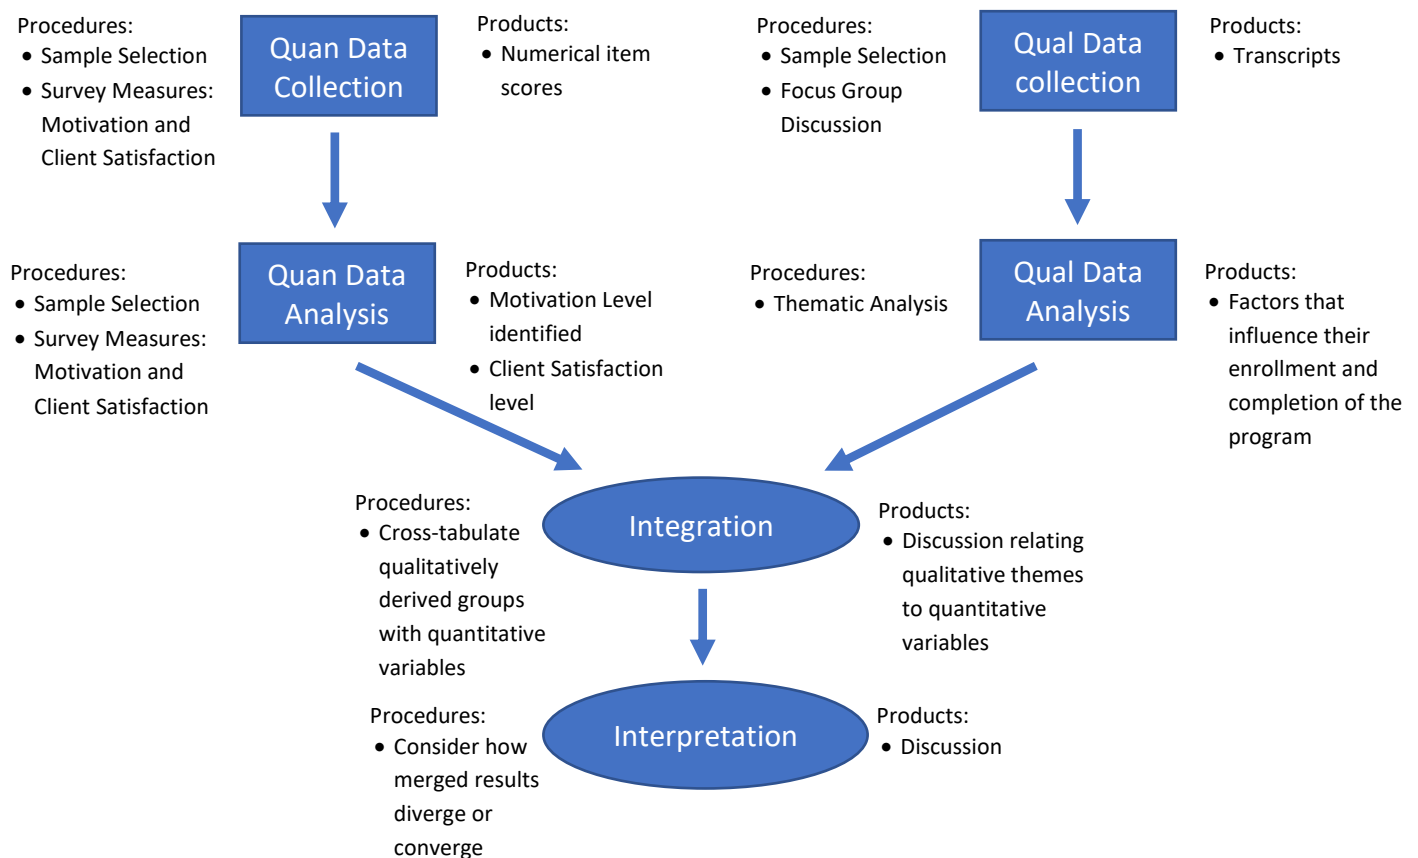 Procedures:
• Sample Selection
• Survey Measures:
Motivation and
Client Satisfaction
Quan Data
Collection
Products:
• Numerical item
scores
Procedures:
• Sample Selection
• Focus Group
Discussion
Qual Data
collection
Products:
• Transcripts
Procedures:
• Sample Selection
• Survey Measures:
Motivation and
Client Satisfaction
Quan Data
Analysis
Products:
• Motivation Level
identified
• Client Satisfaction
level
Procedures:
• Thematic Analysis
Qual Data
Analysis
Products:
• Factors that
influence their
enrollment and
completion of the
program
Procedures:
• Cross-tabulate
qualitatively
derived groups
with quantitative
variables
Integration
Products:
• Discussion relating
qualitative themes
to quantitative
variables
Procedures:
• Consider how
merged results
diverge or
converge
Interpretation
Products:
• Discussion